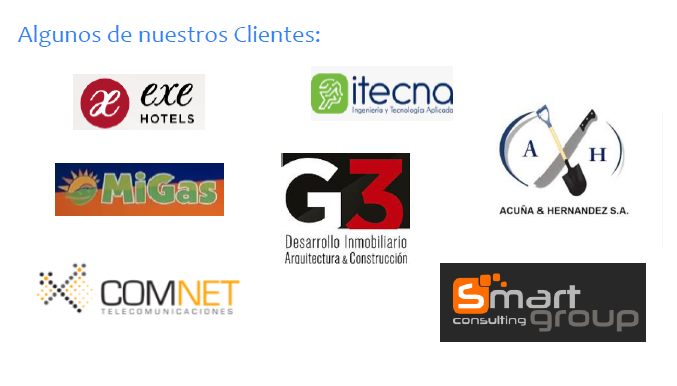 Algunos de nuestros Clientes:
æ exe
HOTELS
itecna
Ingeniería y Tecnología Aplicada
A H
ACUÑA & HERNANDEZ S.A.
MiGas
G3
Desarrollo Inmobiliario
Arquitectura & Construcción
COMNET
TELECOMUNICACIONES
smart
consulting group